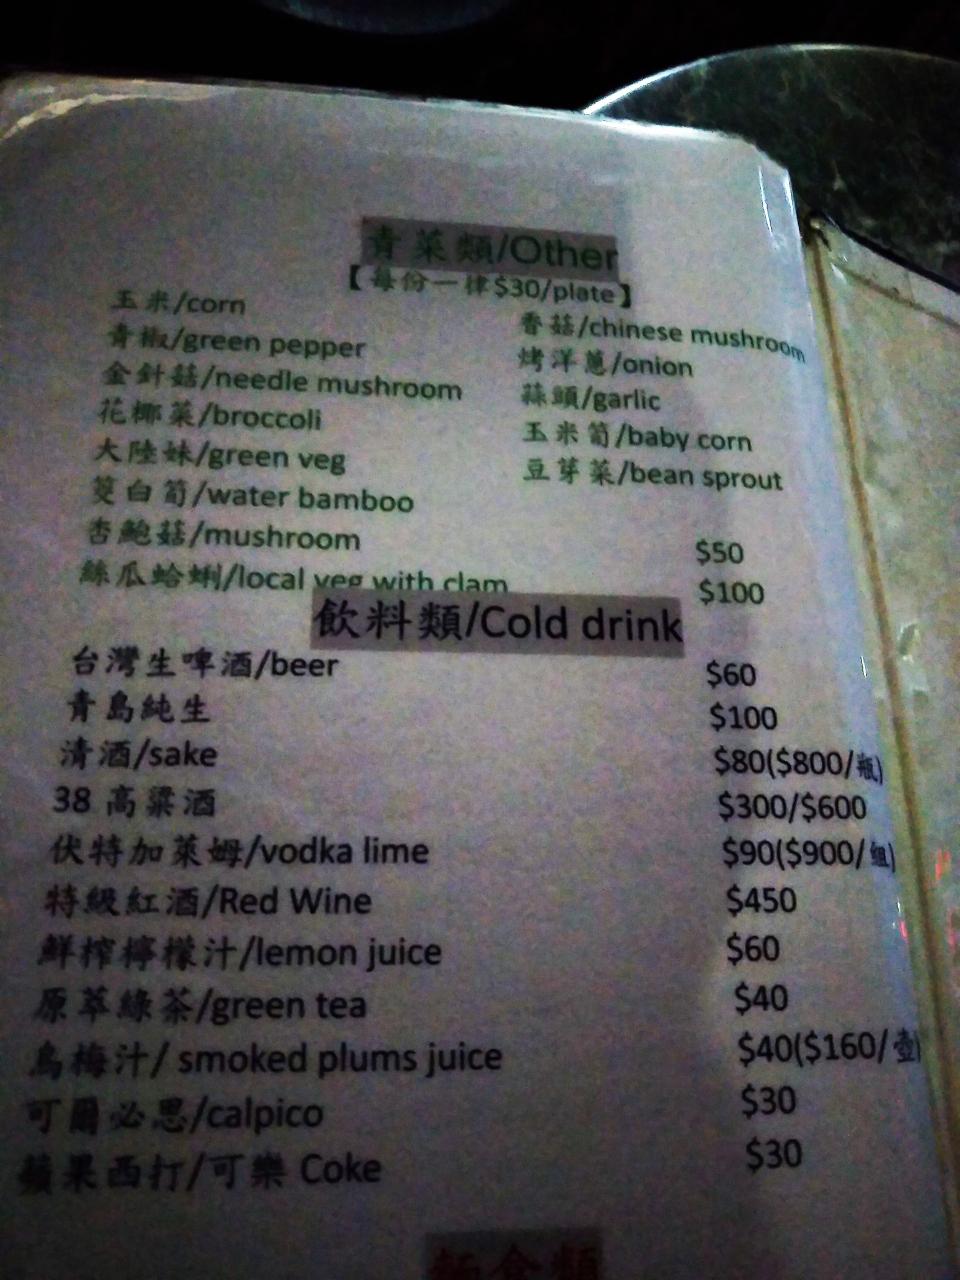 青菜類/Other
【每份一律$30/plate】
玉米/corn
香菇/chinese mushroom
青椒/green pepper
烤洋蔥/onion
金針菇/needle mushroom
蒜頭/garlic
花椰菜/broccoli
玉米筍/baby corn
大陸妹/green veg
豆芽菜/bean sprout
筊白筍/water bamboo
杏鮑菇/mushroom $50
絲瓜蛤蜊/local veg with clam $100
飲料類/Cold drink
台灣生啤酒/beer $60
青島純生 $100
清酒/sake $80($800/瓶)
38 高粱酒 $300/$600
伏特加萊姆/vodka lime $90($900/組)
特級紅酒/Red Wine $450
鮮榨檸檬汁/lemon juice $60
原萃綠茶/green tea $40
烏梅汁/ smoked plums juice $40($160/壺)
可爾必思/calpico $30
蘋果西打/可樂 Coke $30